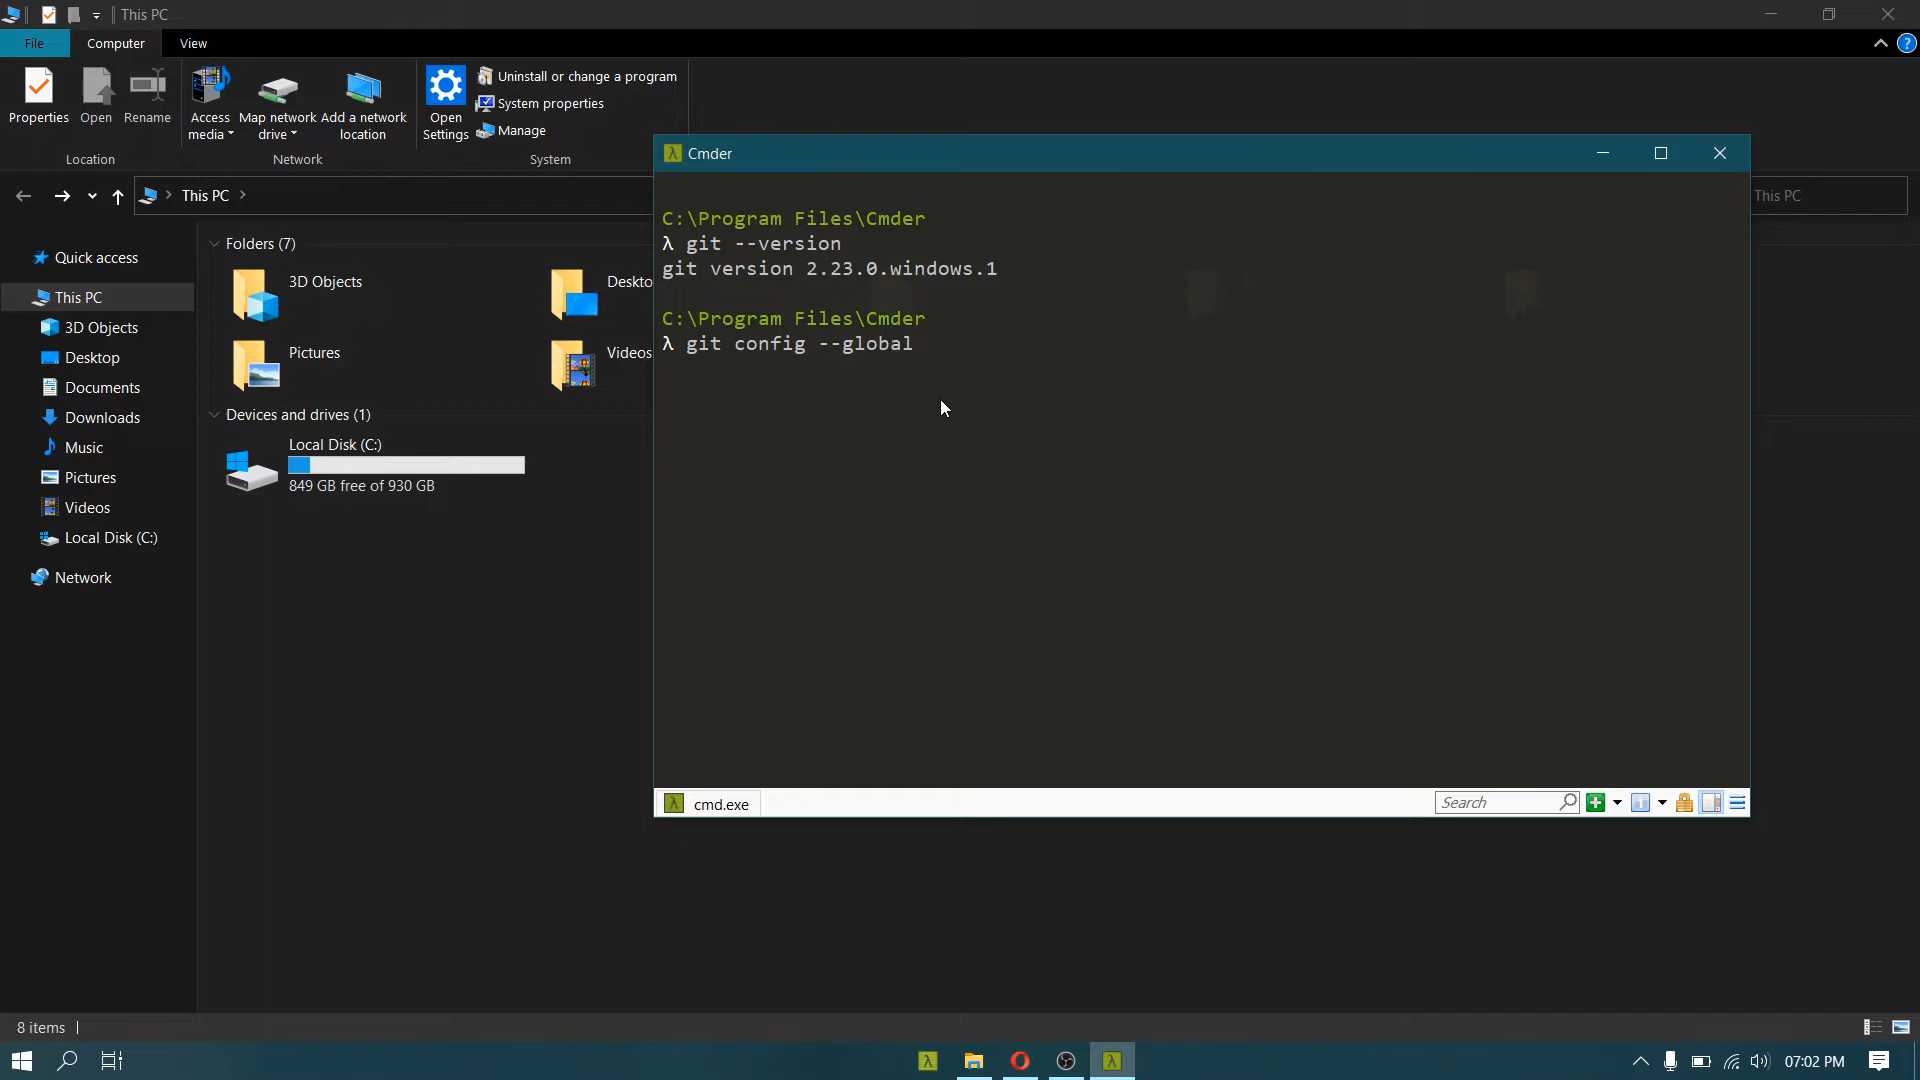 This PC
File
Computer
View
Properties
Open
Rename
Access media
Map network drive
Add a network location
Open Settings
Uninstall or change a program
System properties
Manage
Location
Network
System
This PC
This PC
Quick access
This PC
3D Objects
Desktop
Documents
Downloads
Music
Pictures
Videos
Local Disk (C:)
Network
Folders (7)
3D Objects
Deskto
Pictures
Videos
Devices and drives (1)
Local Disk (C:)
849 GB free of 930 GB
Cmder
C:\Program Files\Cmder
λ git --version
git version 2.23.0.windows.1
C:\Program Files\Cmder
λ git config --global
cmd.exe
Search
8 items
07:02 PM